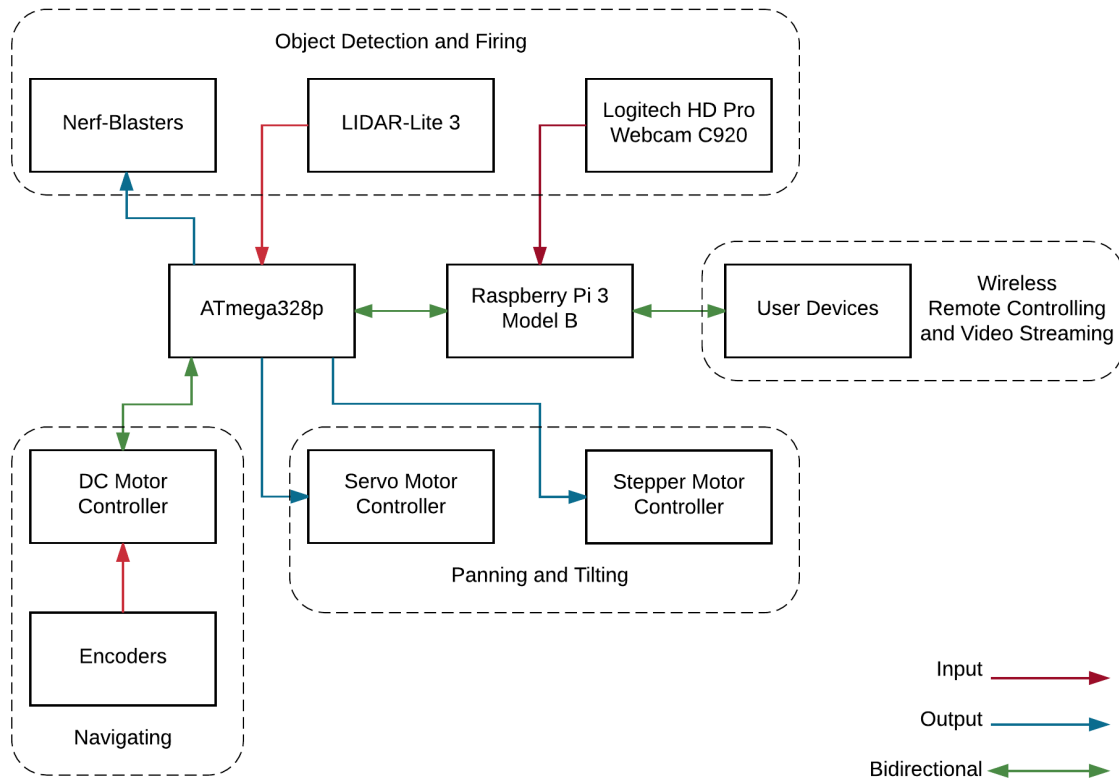 Object Detection and Firing
Nerf-Blasters
LIDAR-Lite 3
Logitech HD Pro
Webcam C920
ATmega328p
Raspberry Pi 3
Model B
User Devices
Wireless
Remote Controlling
and Video Streaming
DC Motor
Controller
Servo Motor
Controller
Stepper Motor
Controller
Panning and Tilting
Encoders
Navigating
Input
Output
Bidirectional